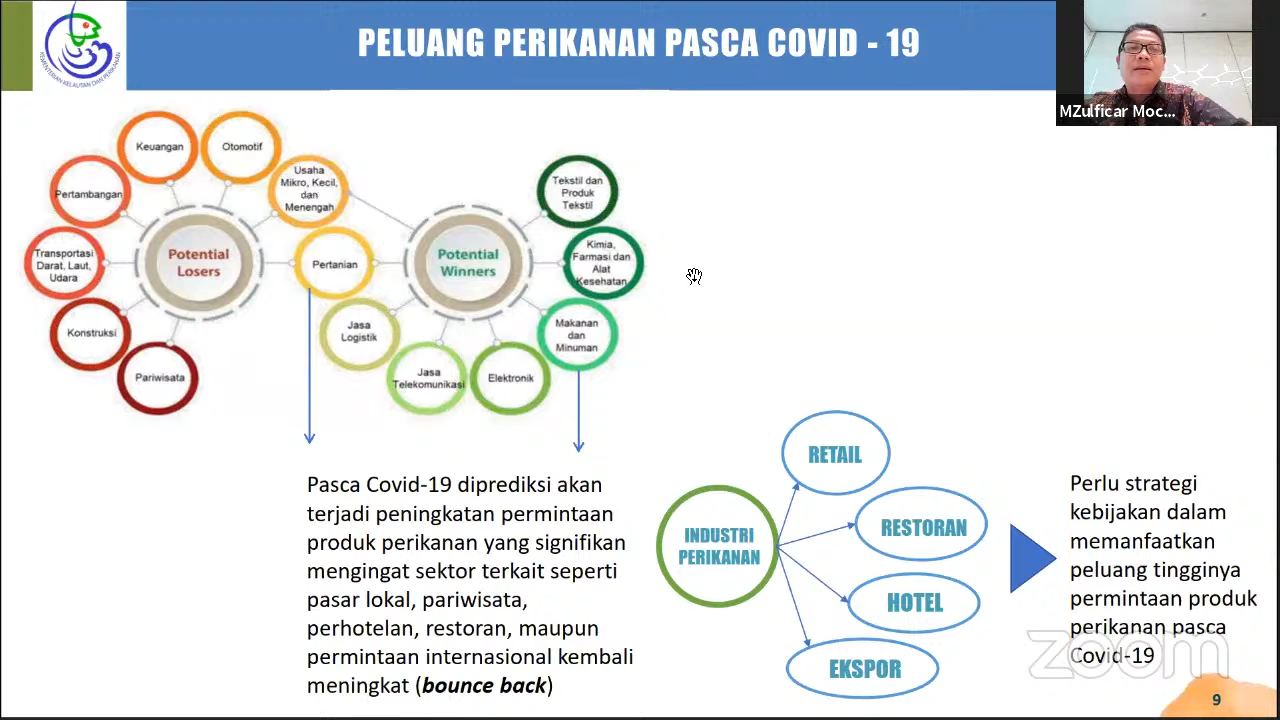 PELUANG PERIKANAN PASCA COVID - 19
KEMENTERIAN KELAUTAN DAN PERIKANAN
MZulficar Moc...
Keuangan
Otomotif
Usaha
Mikro, Kecil,
dan
Menengah
Pertambangan
Transportasi
Darat, Laut,
Udara
Konstruksi
Pariwisata
Potential
Losers
Pertanian
Potential
Winners
Tekstil dan
Produk
Tekstil
Kimia,
Farmasi dan
Alat
Kesehatan
Makanan
dan
Minuman
Elektronik
Jasa
Telekomunikasi
Jasa
Logistik
Pasca Covid-19 diprediksi akan
terjadi peningkatan permintaan
produk perikanan yang signifikan
mengingat sektor terkait seperti
pasar lokal, pariwisata,
perhotelan, restoran, maupun
permintaan internasional kembali
meningkat (bounce back)
INDUSTRI
PERIKANAN
RETAIL
RESTORAN
HOTEL
EKSPOR
Perlu strategi
kebijakan dalam
memanfaatkan
peluang tingginya
permintaan produk
perikanan pasca
Covid-19
zoom
9